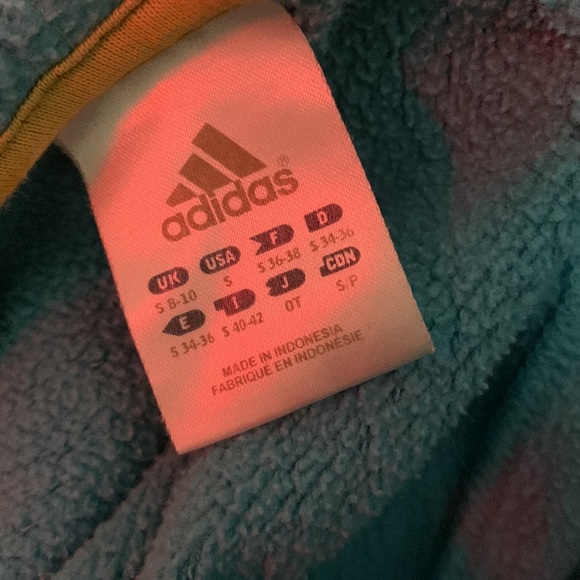 adidas®
UK USA F D
S 8-10 S S 36-38 S 34-36
E I J CDN
S 34-36 S 40-42 OT S/P
MADE IN INDONESIA
FABRIQUE EN INDONÉSIE